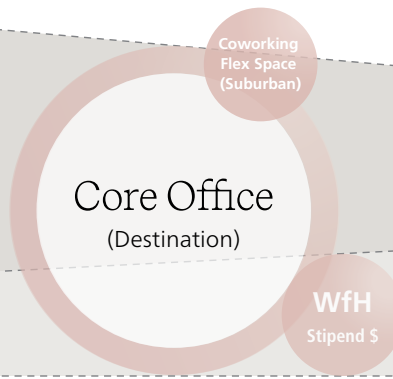 Coworking
Flex Space
(Suburban)
Core Office
(Destination)
WfH
Stipend $